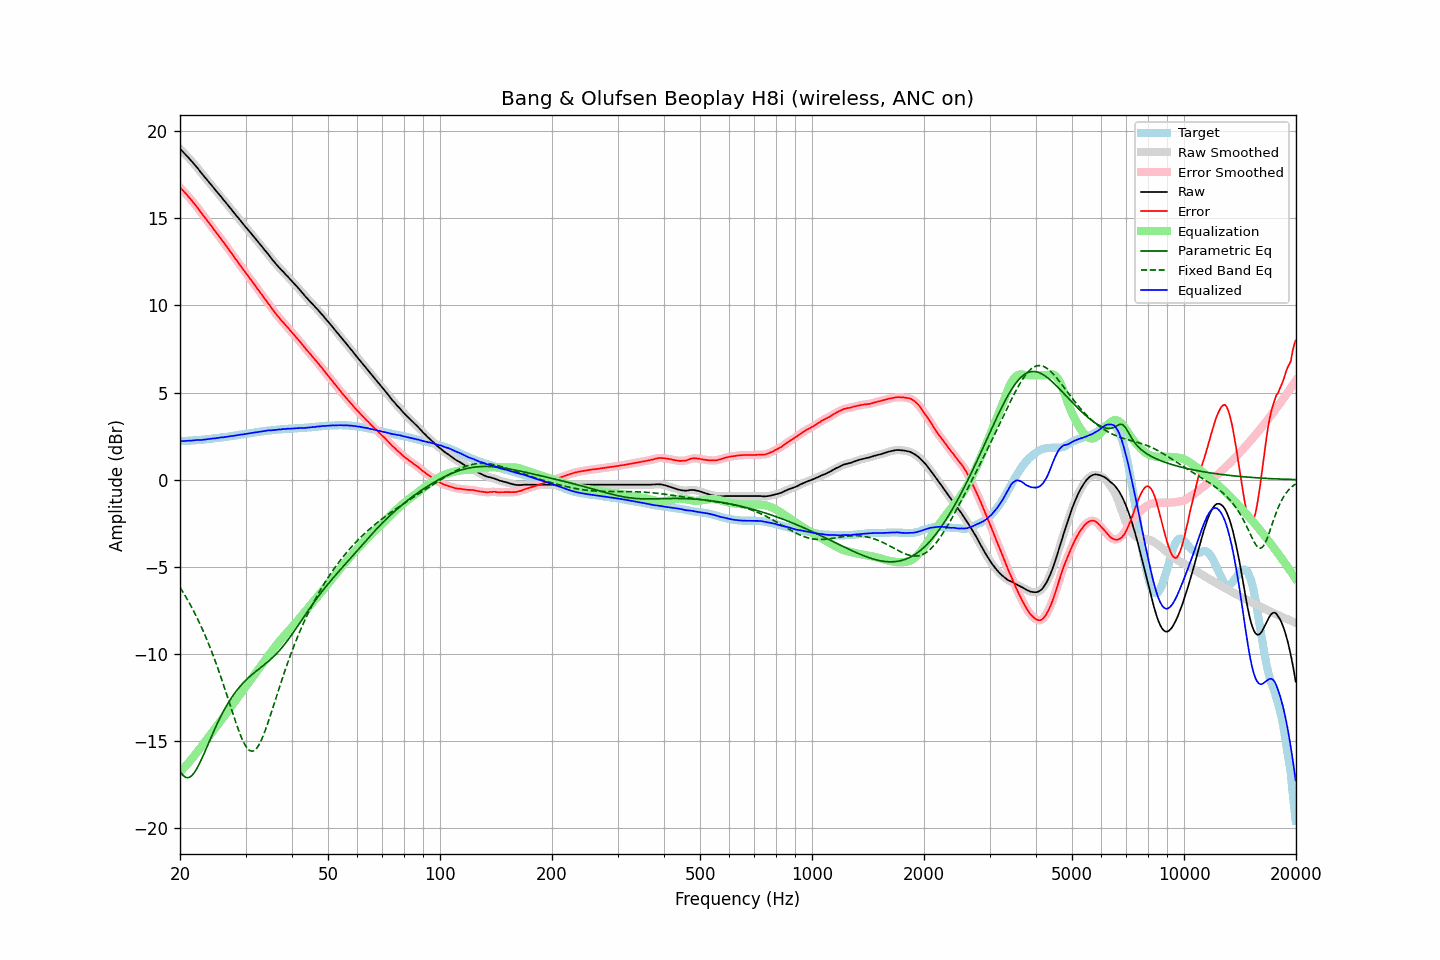 Bang & Olufsen Beoplay H8i (wireless, ANC on)
Target
Raw Smoothed
Error Smoothed
Raw
Error
Equalization
Parametric Eq
Fixed Band Eq
Equalized
Amplitude (dBr)
20
15
10
5
0
−5
−10
−15
−20
20 50 100 200 500 1000 2000 5000 10000 20000
Frequency (Hz)